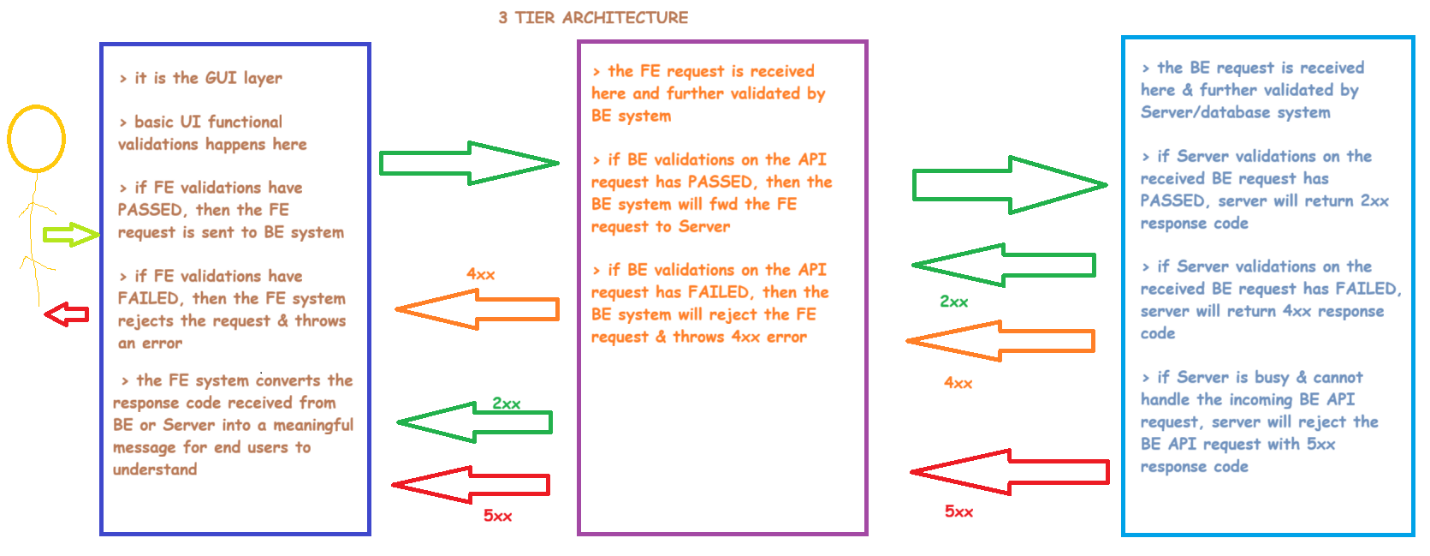 3 TIER ARCHITECTURE
> it is the GUI layer
> basic UI functional
validations happens here
> if FE validations have
PASSED, then the FE
request is sent to BE system
> if FE validations have
FAILED, then the FE system
rejects the request & throws
an error
> the FE system converts the
response code received from
BE or Server into a meaningful
message for end users to
understand
4xx
2xx
5xx
> the FE request is received
here and further validated by
BE system
> if BE validations on the API
request has PASSED, then the
BE system will fwd the FE
request to Server
> if BE validations on the API
request has FAILED, then the
BE system will reject the FE
request & throws 4xx error
2xx
4xx
5xx
> the BE request is received
here & further validated by
Server/database system
> if Server validations on the
received BE request has
PASSED, server will return 2xx
response code
> if Server validations on the
received BE request has FAILED,
server will return 4xx response
code
> if Server is busy & cannot
handle the incoming BE API
request, server will reject the
BE API request with 5xx
response code